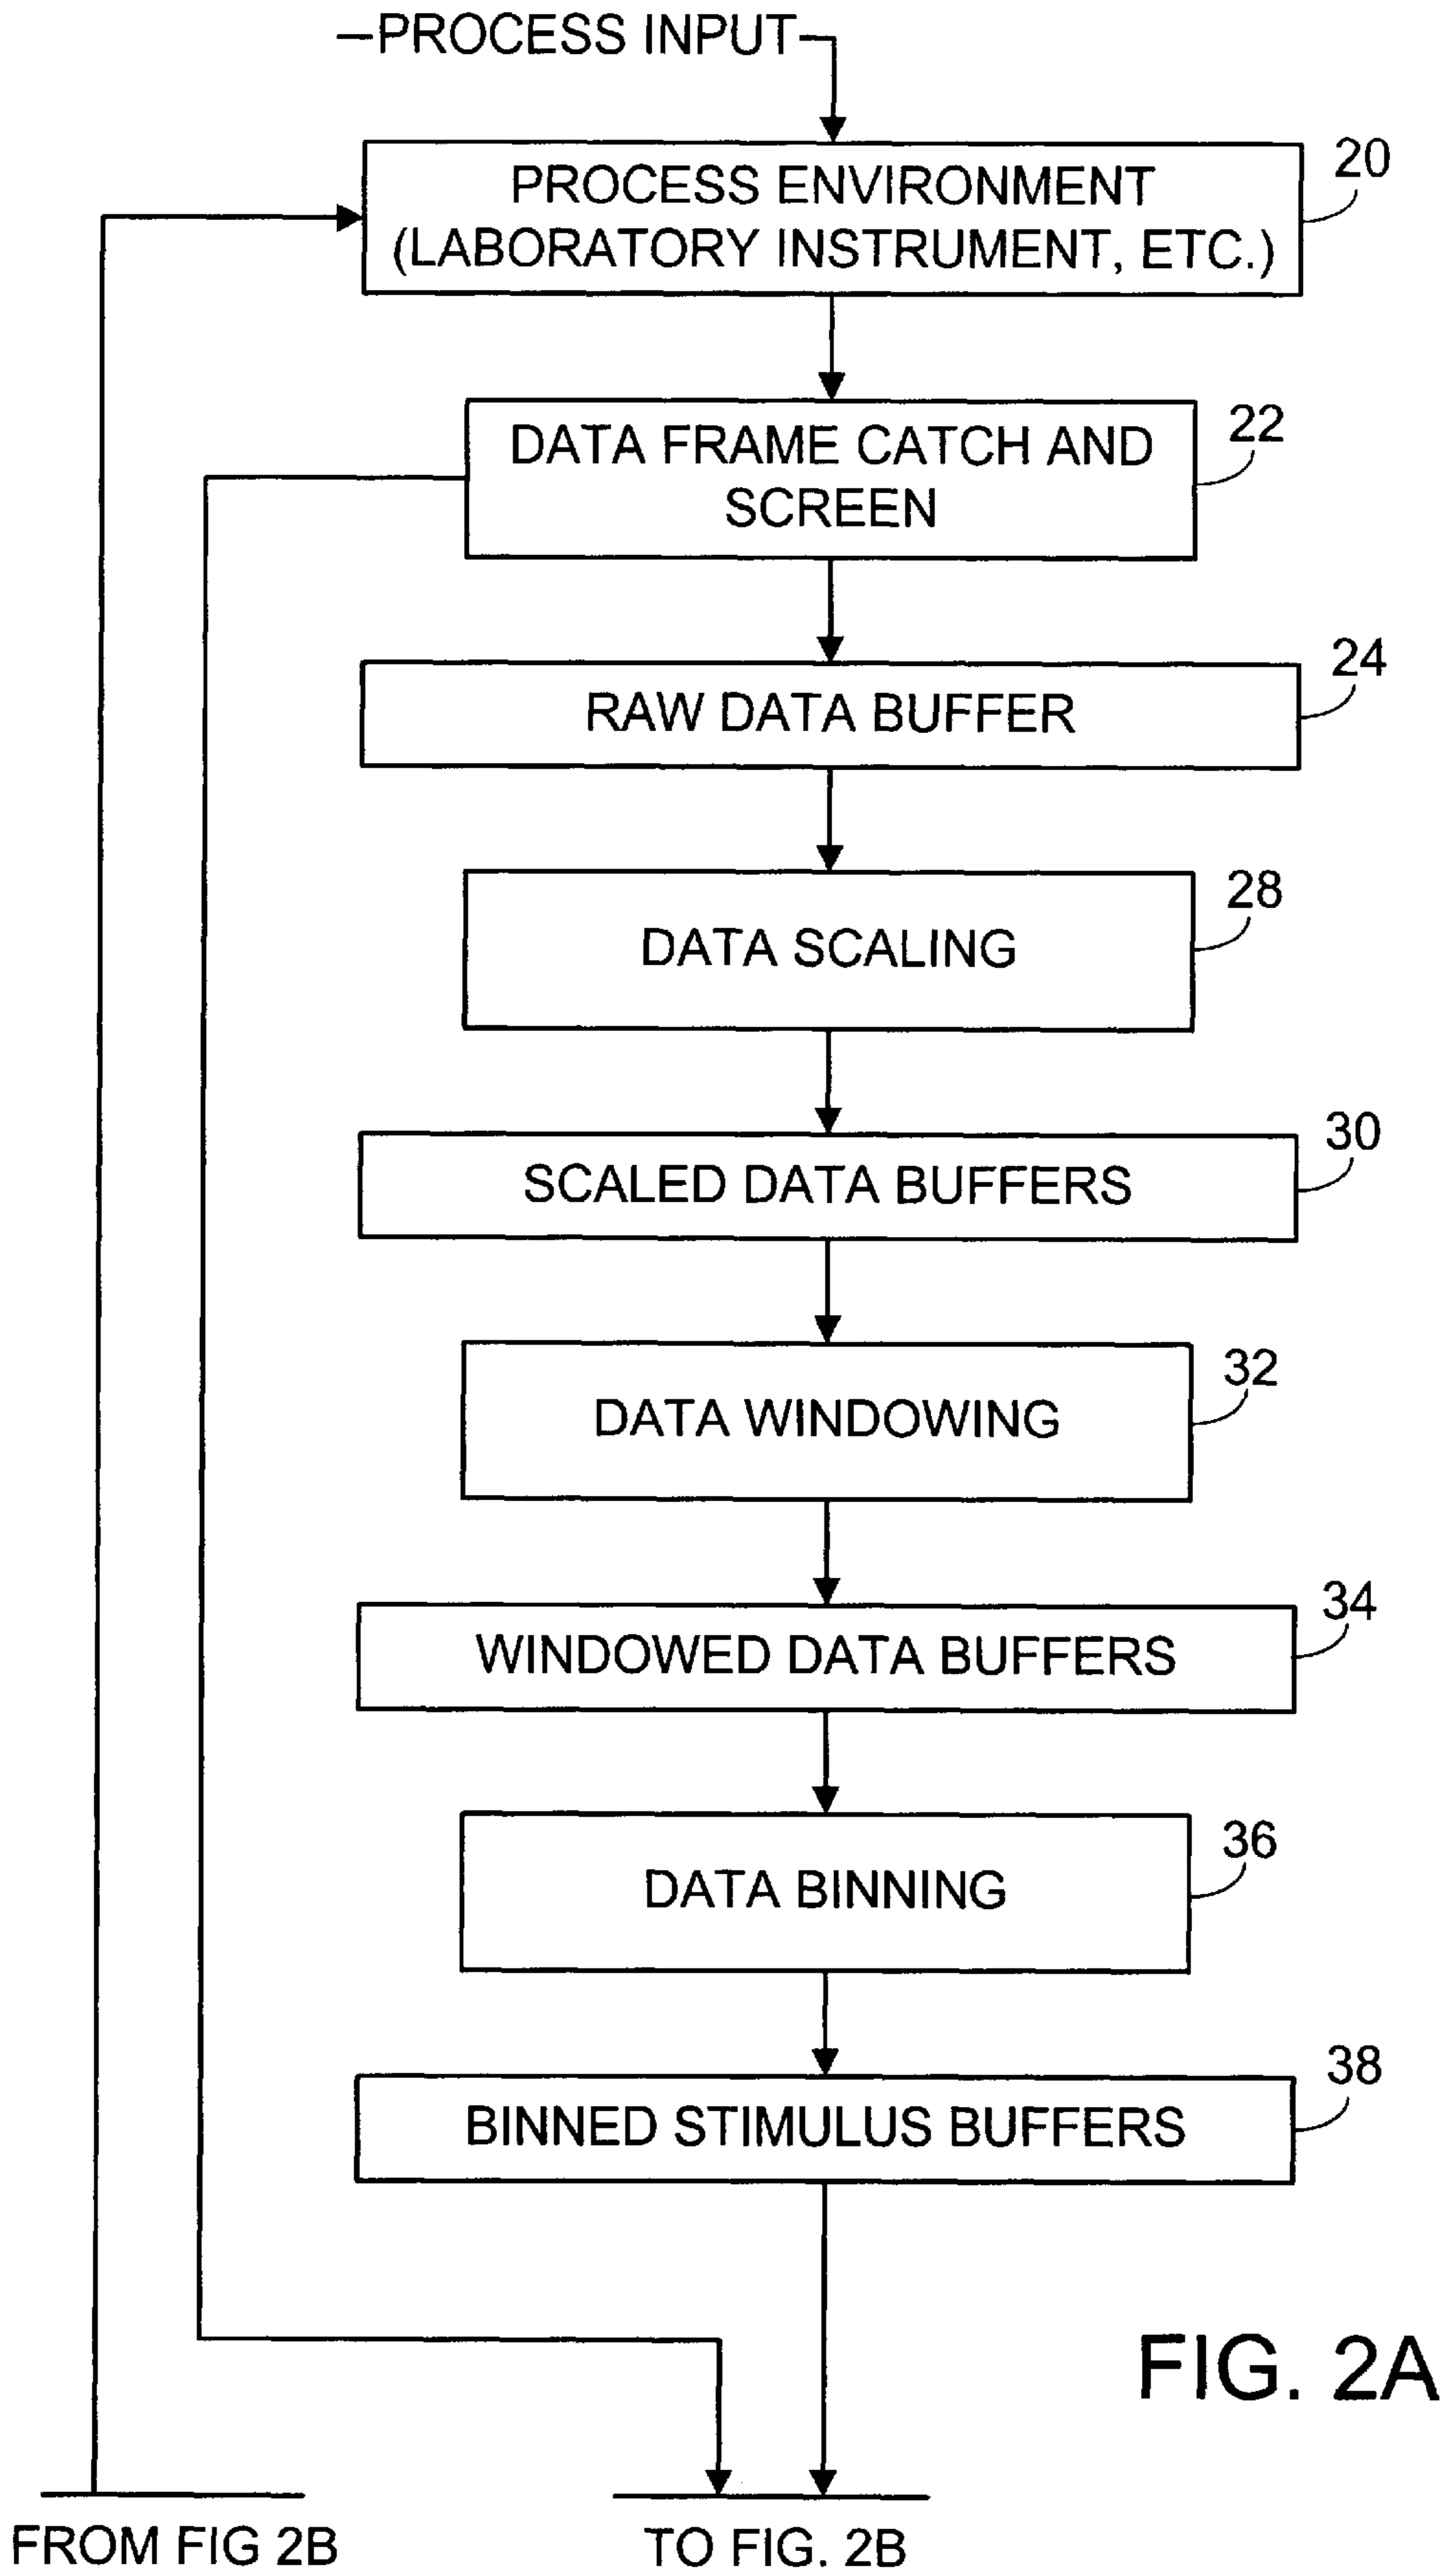 PROCESS INPUT
PROCESS ENVIRONMENT
(LABORATORY INSTRUMENT, ETC.)
20
DATA FRAME CATCH AND
SCREEN
22
RAW DATA BUFFER
24
DATA SCALING
28
SCALED DATA BUFFERS
30
DATA WINDOWING
32
WINDOWED DATA BUFFERS
34
DATA BINNING
36
BINNED STIMULUS BUFFERS
38
FIG. 2A
FROM FIG 2B
TO FIG. 2B